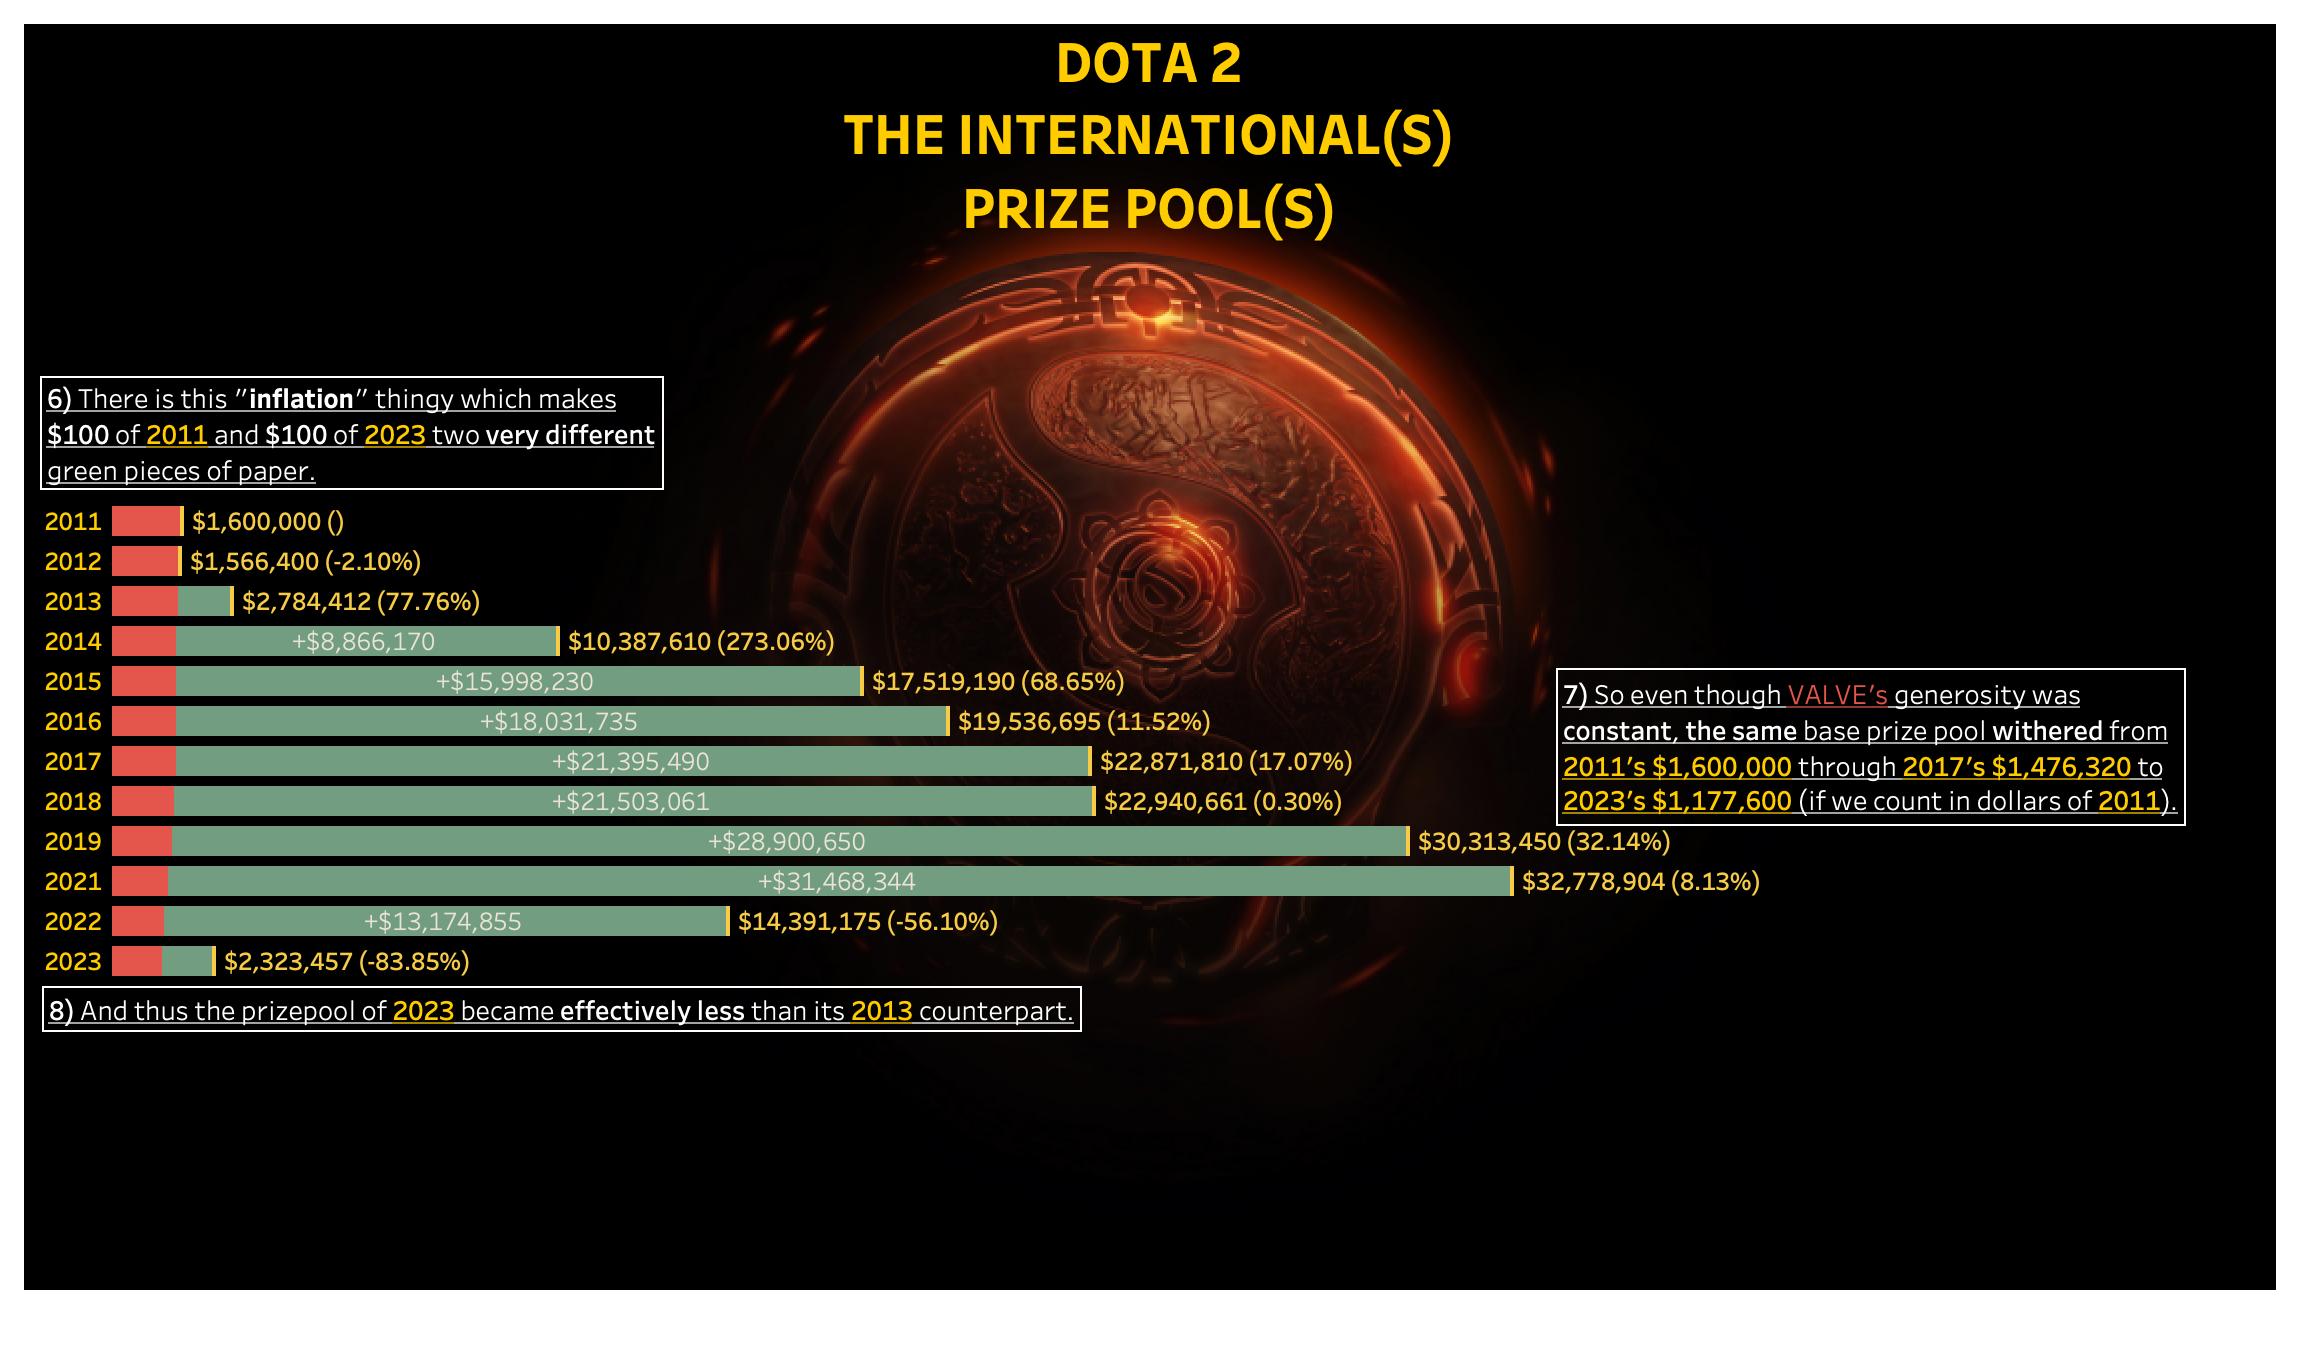 DOTA 2
THE INTERNATIONAL(S)
PRIZE POOL(S)
6) There is this "inflation" thingy which makes
$100 of 2011 and $100 of 2023 two very different
green pieces of paper.
2011 $1,600,000 ()
2012 $1,566,400 (-2.10%)
2013 $2,784,412 (77.76%)
2014 +$8,866,170 $10,387,610 (273.06%)
2015 +$15,998,230 $17,519,190 (68.65%)
2016 +$18,031,735 $19,536,695 (11.52%)
2017 +$21,395,490 $22,871,810 (17.07%)
2018 +$21,503,061 $22,940,661 (0.30%)
2019 +$28,900,650 $30,313,450 (32.14%)
2021 +$31,468,344 $32,778,904 (8.13%)
2022 +$13,174,855 $14,391,175 (-56.10%)
2023 $2,323,457 (-83.85%)
7) So even though VALVE's generosity was
constant, the same base prize pool withered from
2011's $1,600,000 through 2017's $1,476,320 to
2023's $1,177,600 (if we count in dollars of 2011).
8) And thus the prizepool of 2023 became effectively less than its 2013 counterpart.